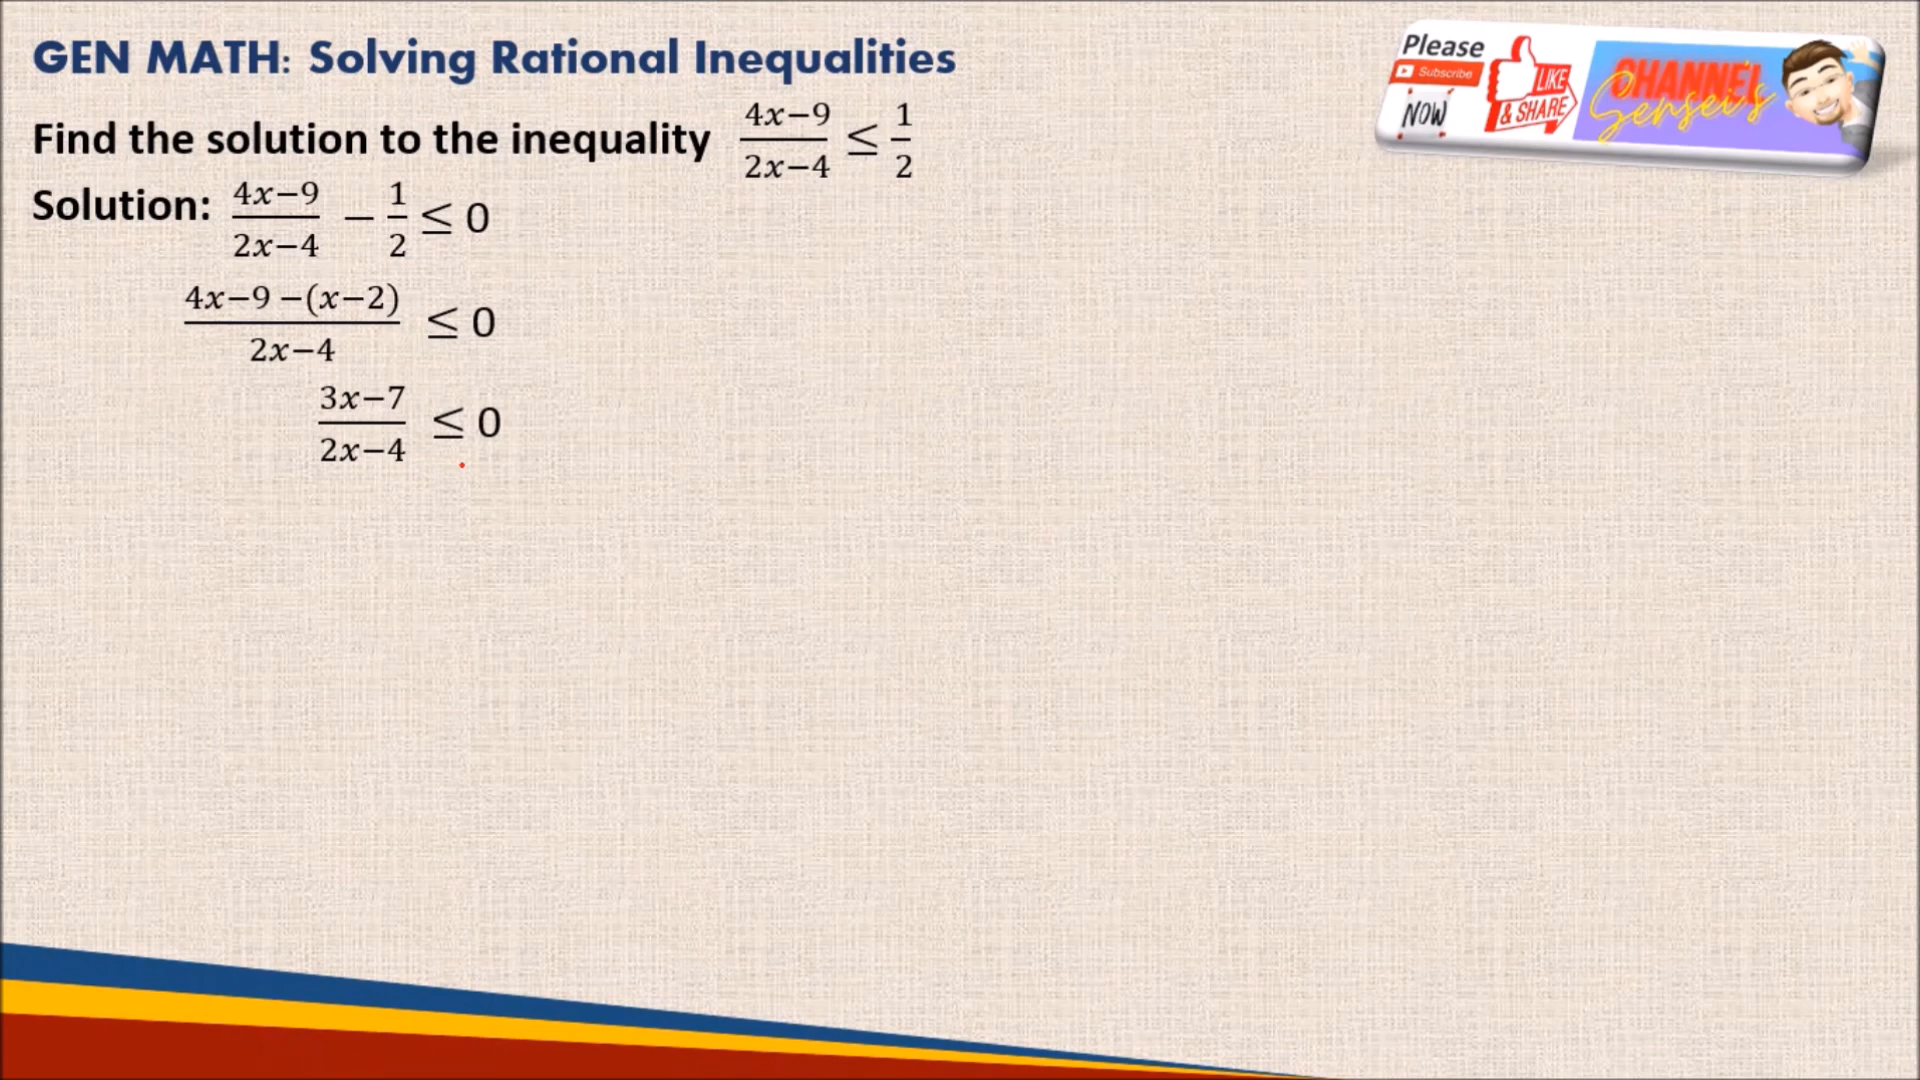 GEN MATH: Solving Rational Inequalities
Find the solution to the inequality (4x−9)/(2x−4) ≤ 1/2
Solution: (4x−9)/(2x−4) − 1/2 ≤ 0
(4x−9 −(x−2))/(2x−4) ≤ 0
(3x−7)/(2x−4) ≤ 0
Please
Subscribe
NOW
LIKE
& SHARE
CHANNEL
Sensei's